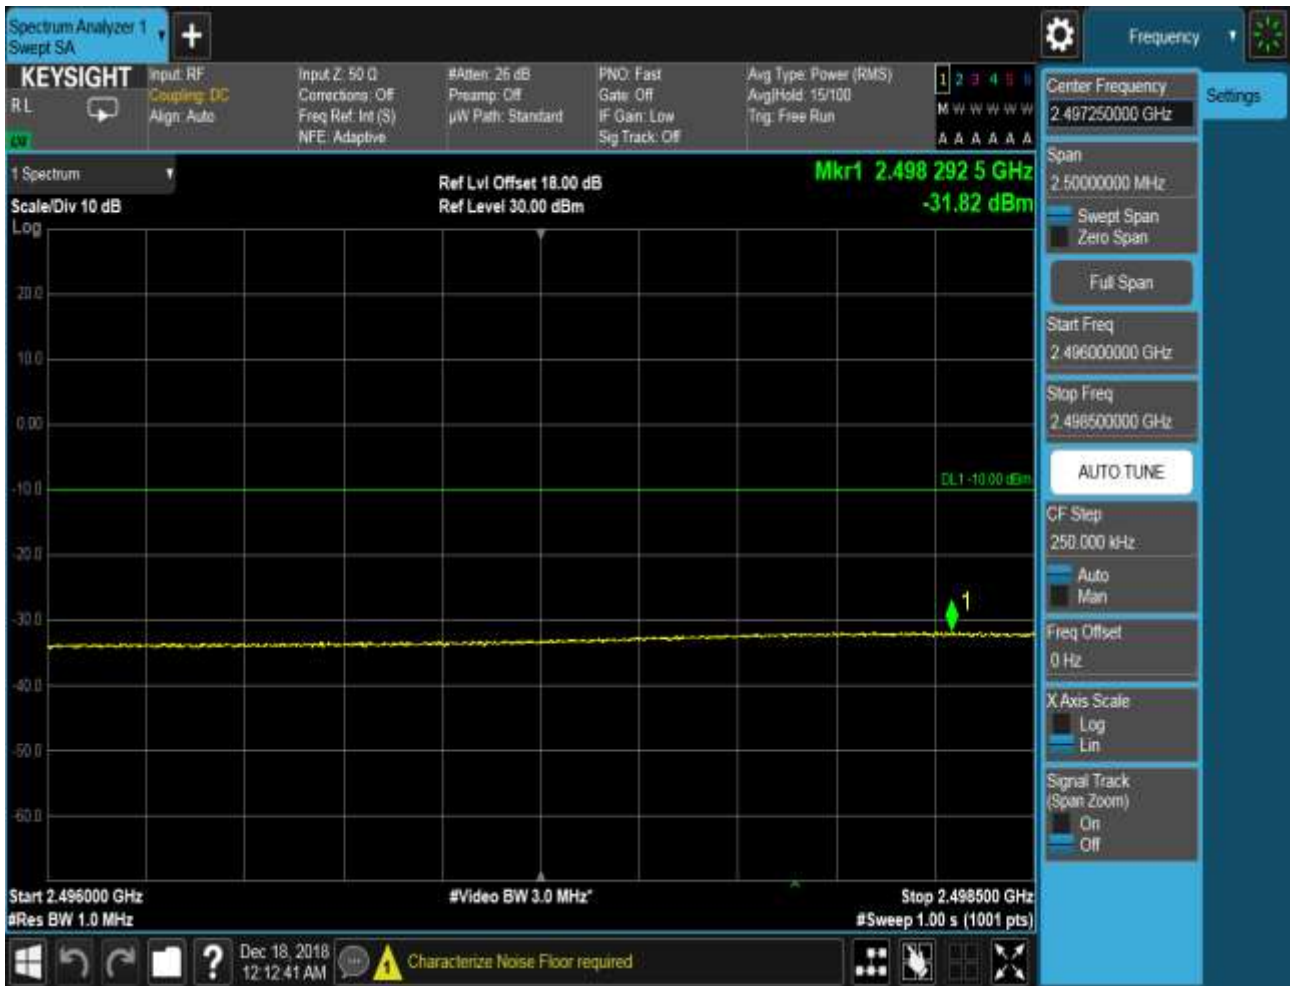 Spectrum Analyzer 1
Swept SA
Frequency
KEYSIGHT
RL
Input: RF
Coupling: DC
Align: Auto
Input Z: 50 Ω
Corrections: Off
Freq Ref: Int (S)
NFE: Adaptive
#Atten: 26 dB
Preamp: Off
µW Path: Standard
PNO: Fast
Gate: Off
IF Gain: Low
Sig Track: Off
Avg Type: Power (RMS)
Avg|Hold: 15/100
Trig: Free Run
1 2 3 4 5 6
M W W W W W
A A A A A A
Center Frequency
2.497250000 GHz
Settings
Span
2.50000000 MHz
Swept Span
Zero Span
Full Span
Start Freq
2.496000000 GHz
Stop Freq
2.498500000 GHz
AUTO TUNE
CF Step
250.000 kHz
Auto
Man
Freq Offset
0 Hz
X Axis Scale
Log
Lin
Signal Track
(Span Zoom)
On
Off
1 Spectrum
Scale/Div 10 dB
Log
Ref Lvl Offset 18.00 dB
Ref Level 30.00 dBm
Mkr1 2.498 292 5 GHz
-31.82 dBm
20.0
10.0
0.00
-10.0
DL1 -10.00 dBm
-20.0
1
-30.0
-40.0
-50.0
-60.0
Start 2.496000 GHz
#Res BW 1.0 MHz
#Video BW 3.0 MHz*
Stop 2.498500 GHz
#Sweep 1.00 s (1001 pts)
?
Dec 18, 2018
12:12:41 AM
1
Characterize Noise Floor required